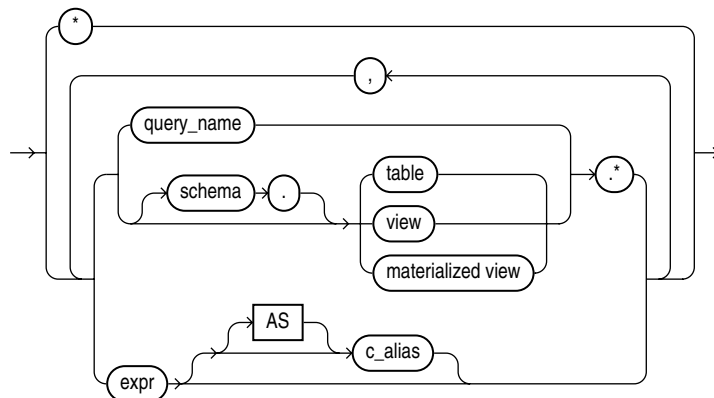 *
,
query_name
schema . table .*
view
materialized view
AS
c_alias
expr